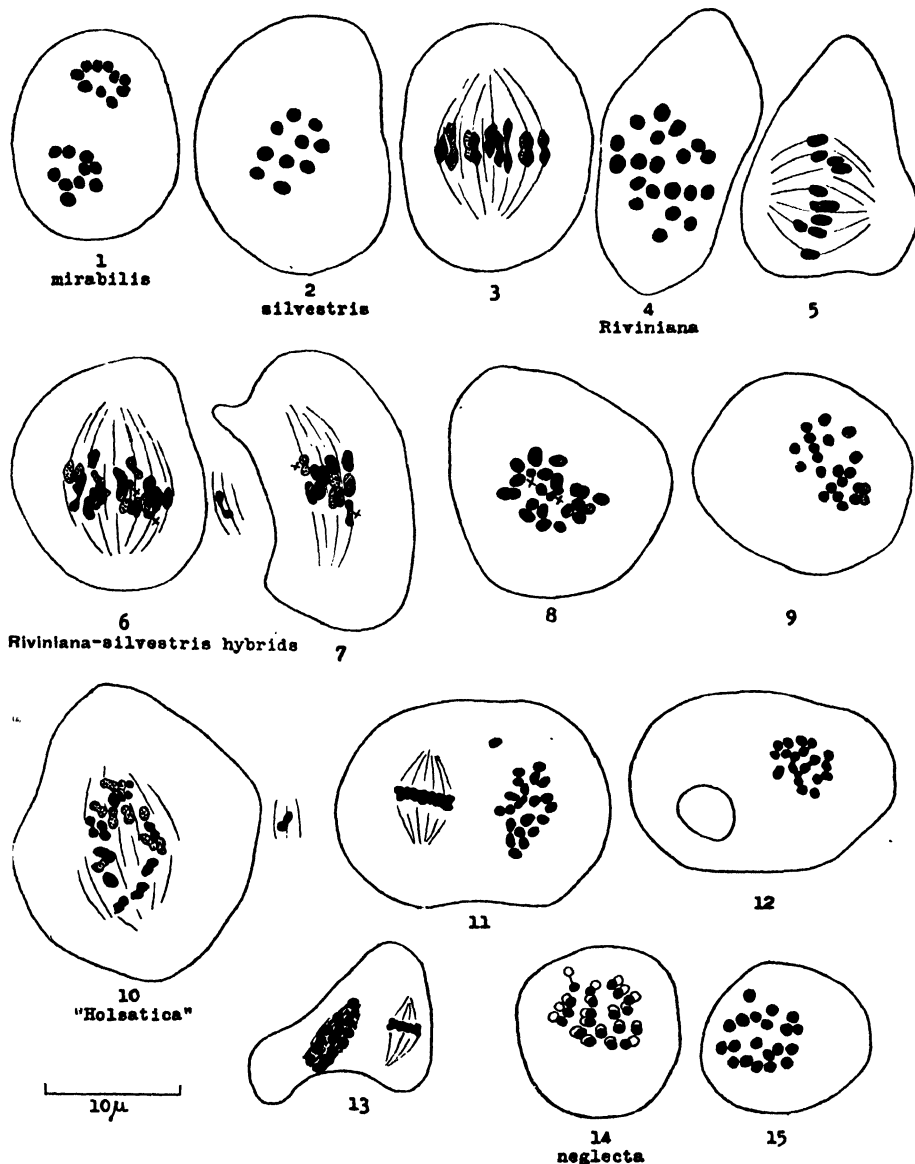 1
mirabilis
2
silvestris
3
4
Riviniana
5
6
Riviniana-silvestris hybrids
7
8
9
10
"Holsatica"
11
12
13
14
neglecta
15
10μ